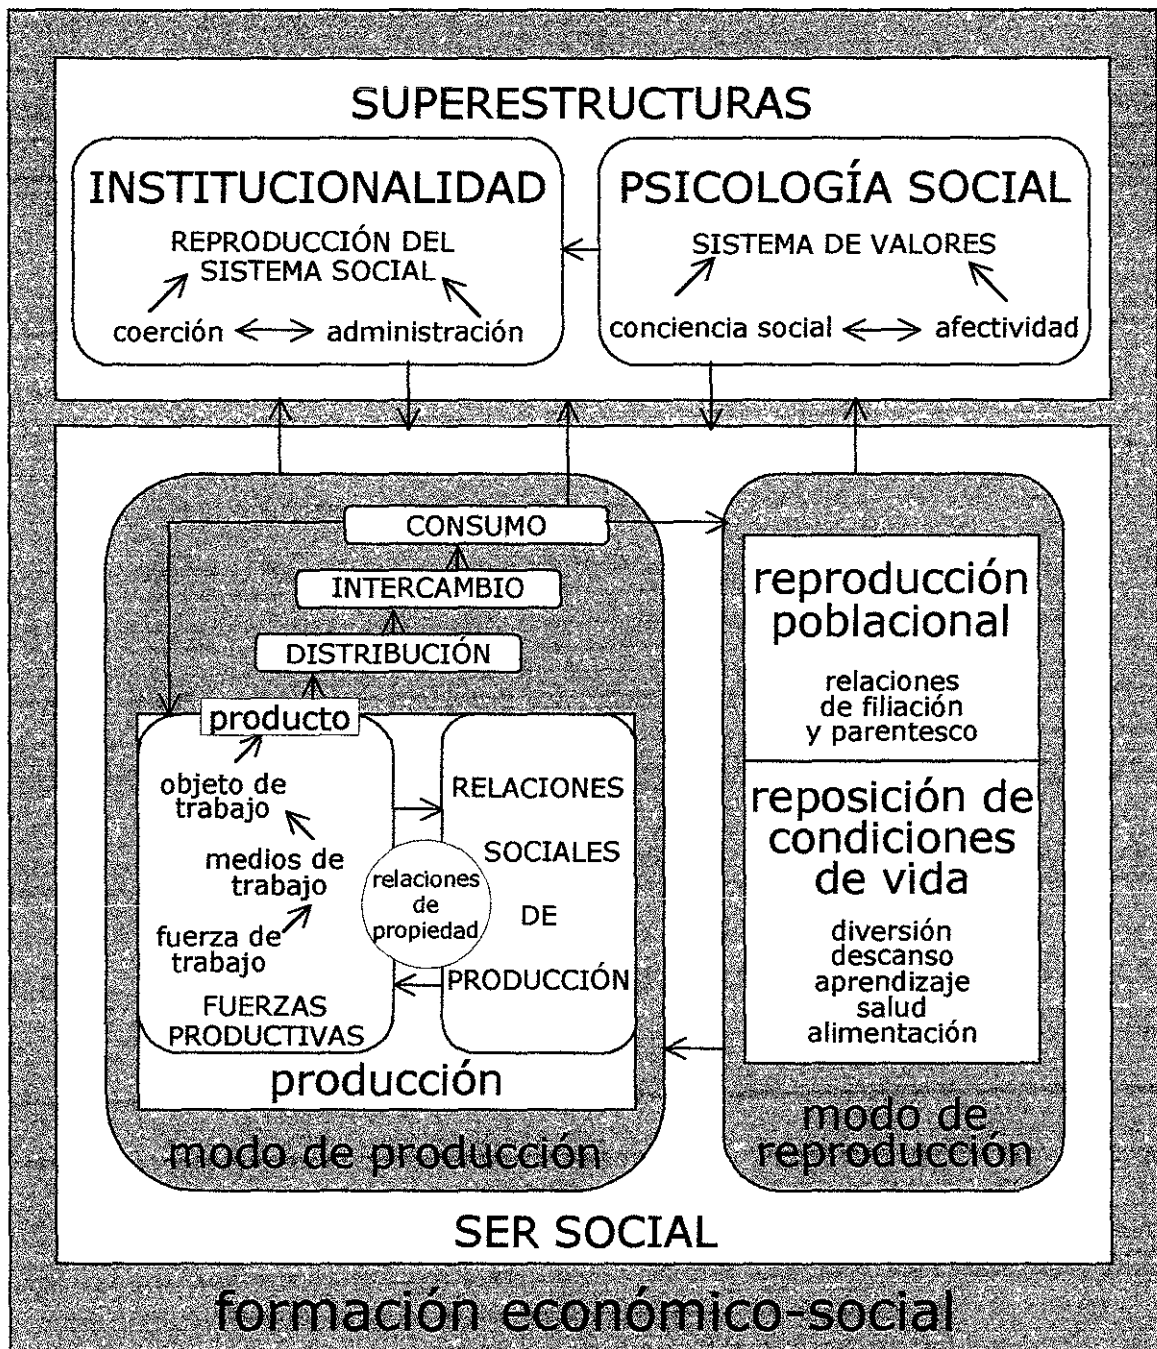 SUPERESTRUCTURAS
INSTITUCIONALIDAD
REPRODUCCIÓN DEL
SISTEMA SOCIAL
coerción
administración
PSICOLOGÍA SOCIAL
SISTEMA DE VALORES
conciencia social
afectividad
CONSUMO
INTERCAMBIO
DISTRIBUCIÓN
producto
objeto de
trabajo
medios de
trabajo
fuerza de
trabajo
FUERZAS
PRODUCTIVAS
relaciones
de
propiedad
RELACIONES
SOCIALES
DE
PRODUCCIÓN
producción
modo de producción
reproducción
poblacional
relaciones
de filiación
y parentesco
reposición de
condiciones
de vida
diversión
descanso
aprendizaje
salud
alimentación
modo de
reproducción
SER SOCIAL
formación económico-social